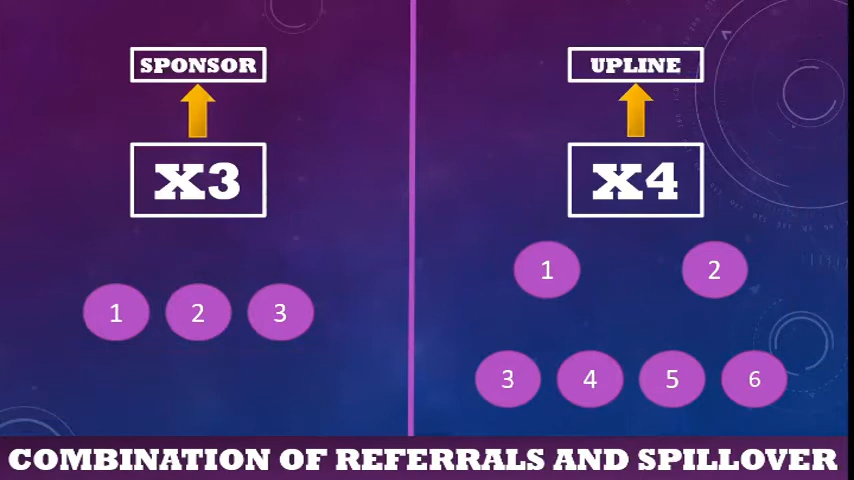 SPONSOR
X3
1 2 3
UPLINE
X4
1 2
3 4 5 6
COMBINATION OF REFERRALS AND SPILLOVER